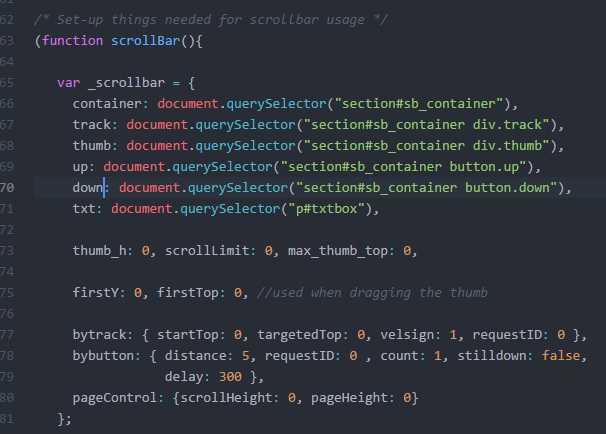 61
62 /* Set-up things needed for scrollbar usage */
63 (function scrollBar(){
64
65 var _scrollbar = {
66 container: document.querySelector("section#sb_container"),
67 track: document.querySelector("section#sb_container div.track"),
68 thumb: document.querySelector("section#sb_container div.thumb"),
69 up: document.querySelector("section#sb_container button.up"),
70 down: document.querySelector("section#sb_container button.down"),
71 txt: document.querySelector("p#txtbox"),
72
73 thumb_h: 0, scrollLimit: 0, max_thumb_top: 0,
74
75 firstY: 0, firstTop: 0, //used when dragging the thumb
76
77 bytrack: { startTop: 0, targetedTop: 0, velsign: 1, requestID: 0 },
78 bybutton: { distance: 5, requestID: 0 , count: 1, stilldown: false,
79 delay: 300 },
80 pageControl: {scrollHeight: 0, pageHeight: 0}
81 };